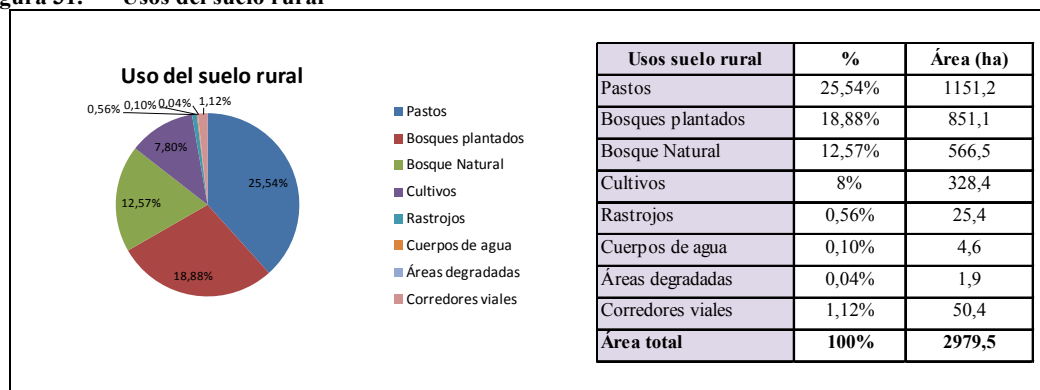 Usos del suelo rural
Uso del suelo rural
0,56% 0,10% 0,04% 1,12%
7,80%
25,54%
12,57%
18,88%
Pastos
Bosques plantados
Bosque Natural
Cultivos
Rastrojos
Cuerpos de agua
Áreas degradadas
Corredores viales
Usos suelo rural % Área (ha)
Pastos 25,54% 1151,2
Bosques plantados 18,88% 851,1
Bosque Natural 12,57% 566,5
Cultivos 8% 328,4
Rastrojos 0,56% 25,4
Cuerpos de agua 0,10% 4,6
Áreas degradadas 0,04% 1,9
Corredores viales 1,12% 50,4
Área total 100% 2979,5